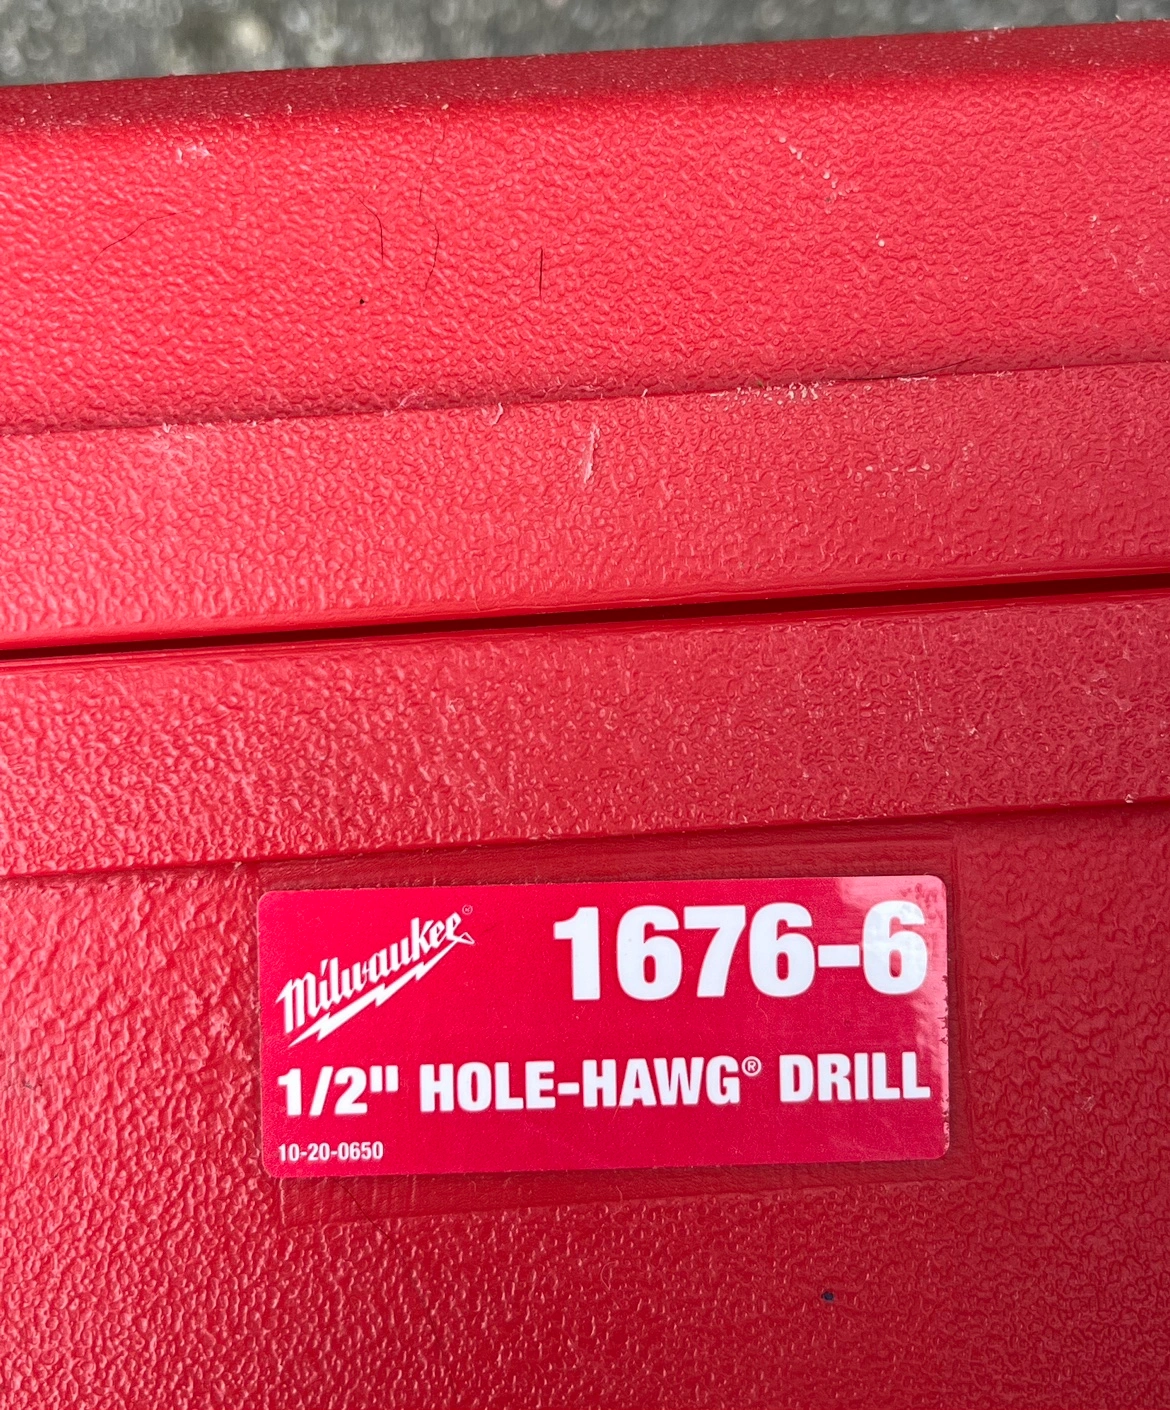 Milwaukee®
1676-6
1/2" HOLE-HAWG® DRILL
10-20-0650